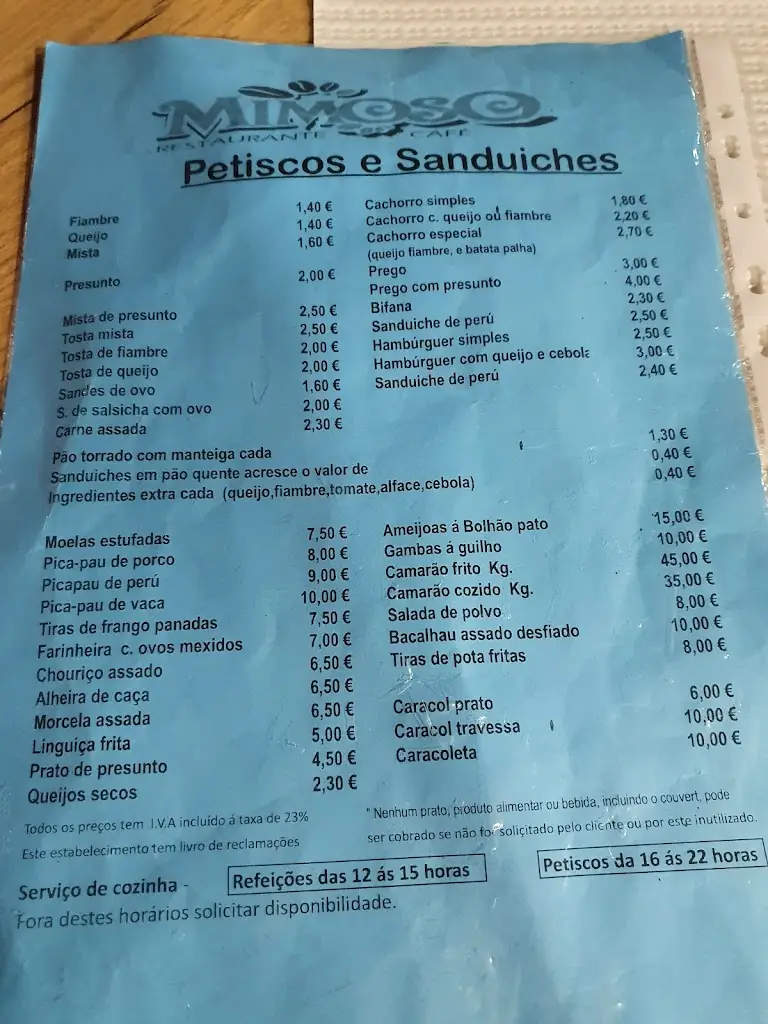 MIMOSO
RESTAURANTE CAFÉ
Petiscos e Sanduiches
Fiambre 1,40 €
Queijo 1,40 €
Mista 1,60 €
Presunto 2,00 €
Mista de presunto 2,50 €
Tosta mista 2,50 €
Tosta de fiambre 2,00 €
Tosta de queijo 2,00 €
Sandes de ovo 1,60 €
S. de salsicha com ovo 2,00 €
Carne assada 2,30 €
Cachorro simples 1,80 €
Cachorro c. queijo ou fiambre 2,20 €
Cachorro especial 2,70 €
(queijo fiambre, e batata palha)
Prego 3,00 €
Prego com presunto 4,00 €
Bifana 2,30 €
Sanduiche de perú 2,50 €
Hambúrguer simples 2,50 €
Hambúrguer com queijo e cebola 3,00 €
Sanduiche de perú 2,40 €
Pão torrado com manteiga cada 1,30 €
Sanduiches em pão quente acresce o valor de 0,40 €
Ingredientes extra cada (queijo,fiambre,tomate,alface,cebola) 0,40 €
Moelas estufadas 7,50 €
Pica-pau de porco 8,00 €
Picapau de perú 9,00 €
Pica-pau de vaca 10,00 €
Tiras de frango panadas 7,50 €
Farinheira c. ovos mexidos 7,00 €
Chouriço assado 6,50 €
Alheira de caça 6,50 €
Morcela assada 6,50 €
Linguiça frita 5,00 €
Prato de presunto 4,50 €
Queijos secos 2,30 €
Ameijoas á Bolhão pato 15,00 €
Gambas á guilho 10,00 €
Camarão frito Kg. 45,00 €
Camarão cozido Kg. 35,00 €
Salada de polvo 8,00 €
Bacalhau assado desfiado 10,00 €
Tiras de pota fritas 8,00 €
Caracol prato 6,00 €
Caracol travessa 10,00 €
Caracoleta 10,00 €
Todos os preços tem I.V.A incluído á taxa de 23%
Este estabelecimento tem livro de reclamações
" Nenhum prato, produto alimentar ou bebida, incluindo o couvert, pode
ser cobrado se não for soliçitado pelo cliente ou por este inutilizado.
Serviço de cozinha - Refeições das 12 ás 15 horas Petiscos da 16 ás 22 horas
Fora destes horários solicitar disponibilidade.